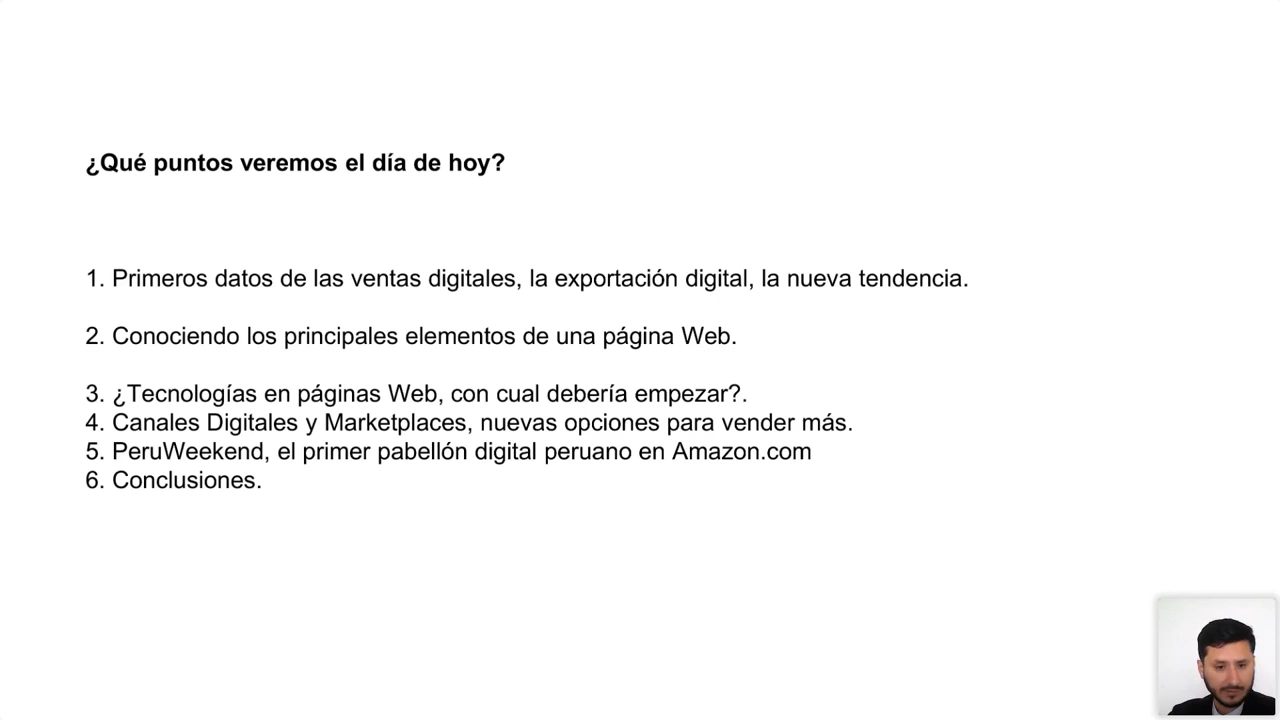 ¿Qué puntos veremos el día de hoy?
1. Primeros datos de las ventas digitales, la exportación digital, la nueva tendencia.
2. Conociendo los principales elementos de una página Web.
3. ¿Tecnologías en páginas Web, con cual debería empezar?.
4. Canales Digitales y Marketplaces, nuevas opciones para vender más.
5. PeruWeekend, el primer pabellón digital peruano en Amazon.com
6. Conclusiones.